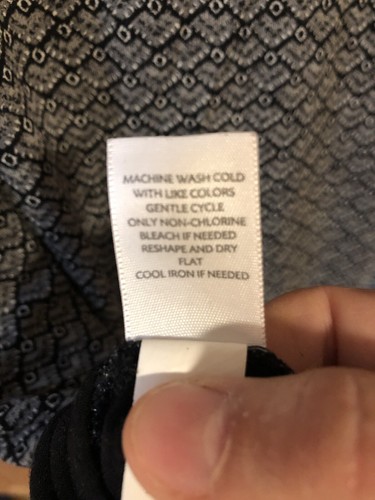 MACHINE WASH COLD
WITH LIKE COLORS
GENTLE CYCLE
ONLY NON-CHLORINE
BLEACH IF NEEDED
RESHAPE AND DRY
FLAT
COOL IRON IF NEEDED